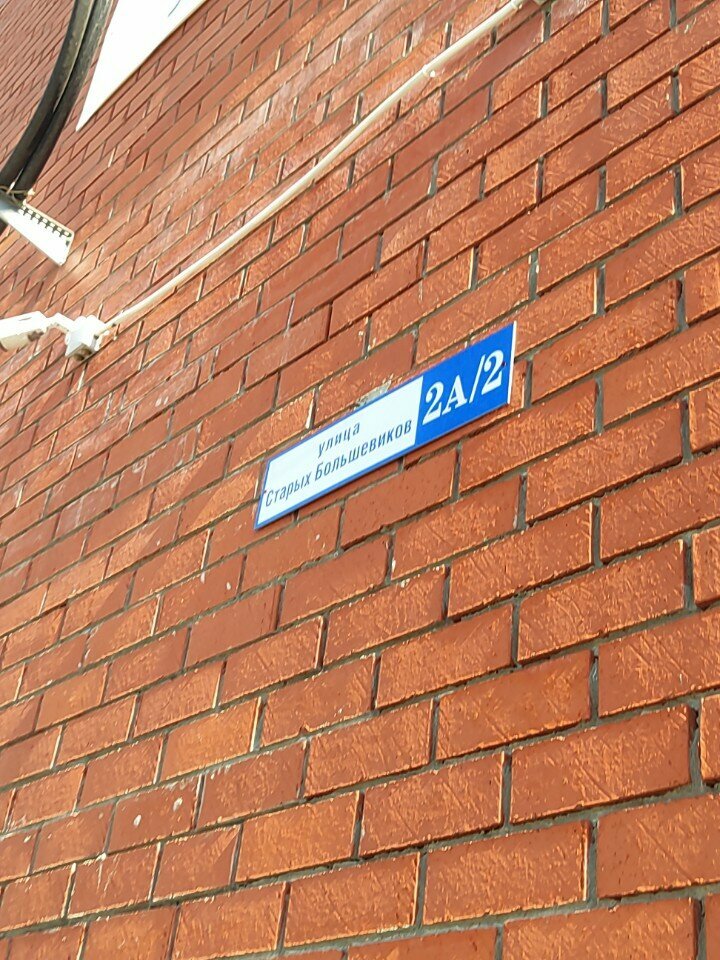 улица
Старых Большевиков
2А/2